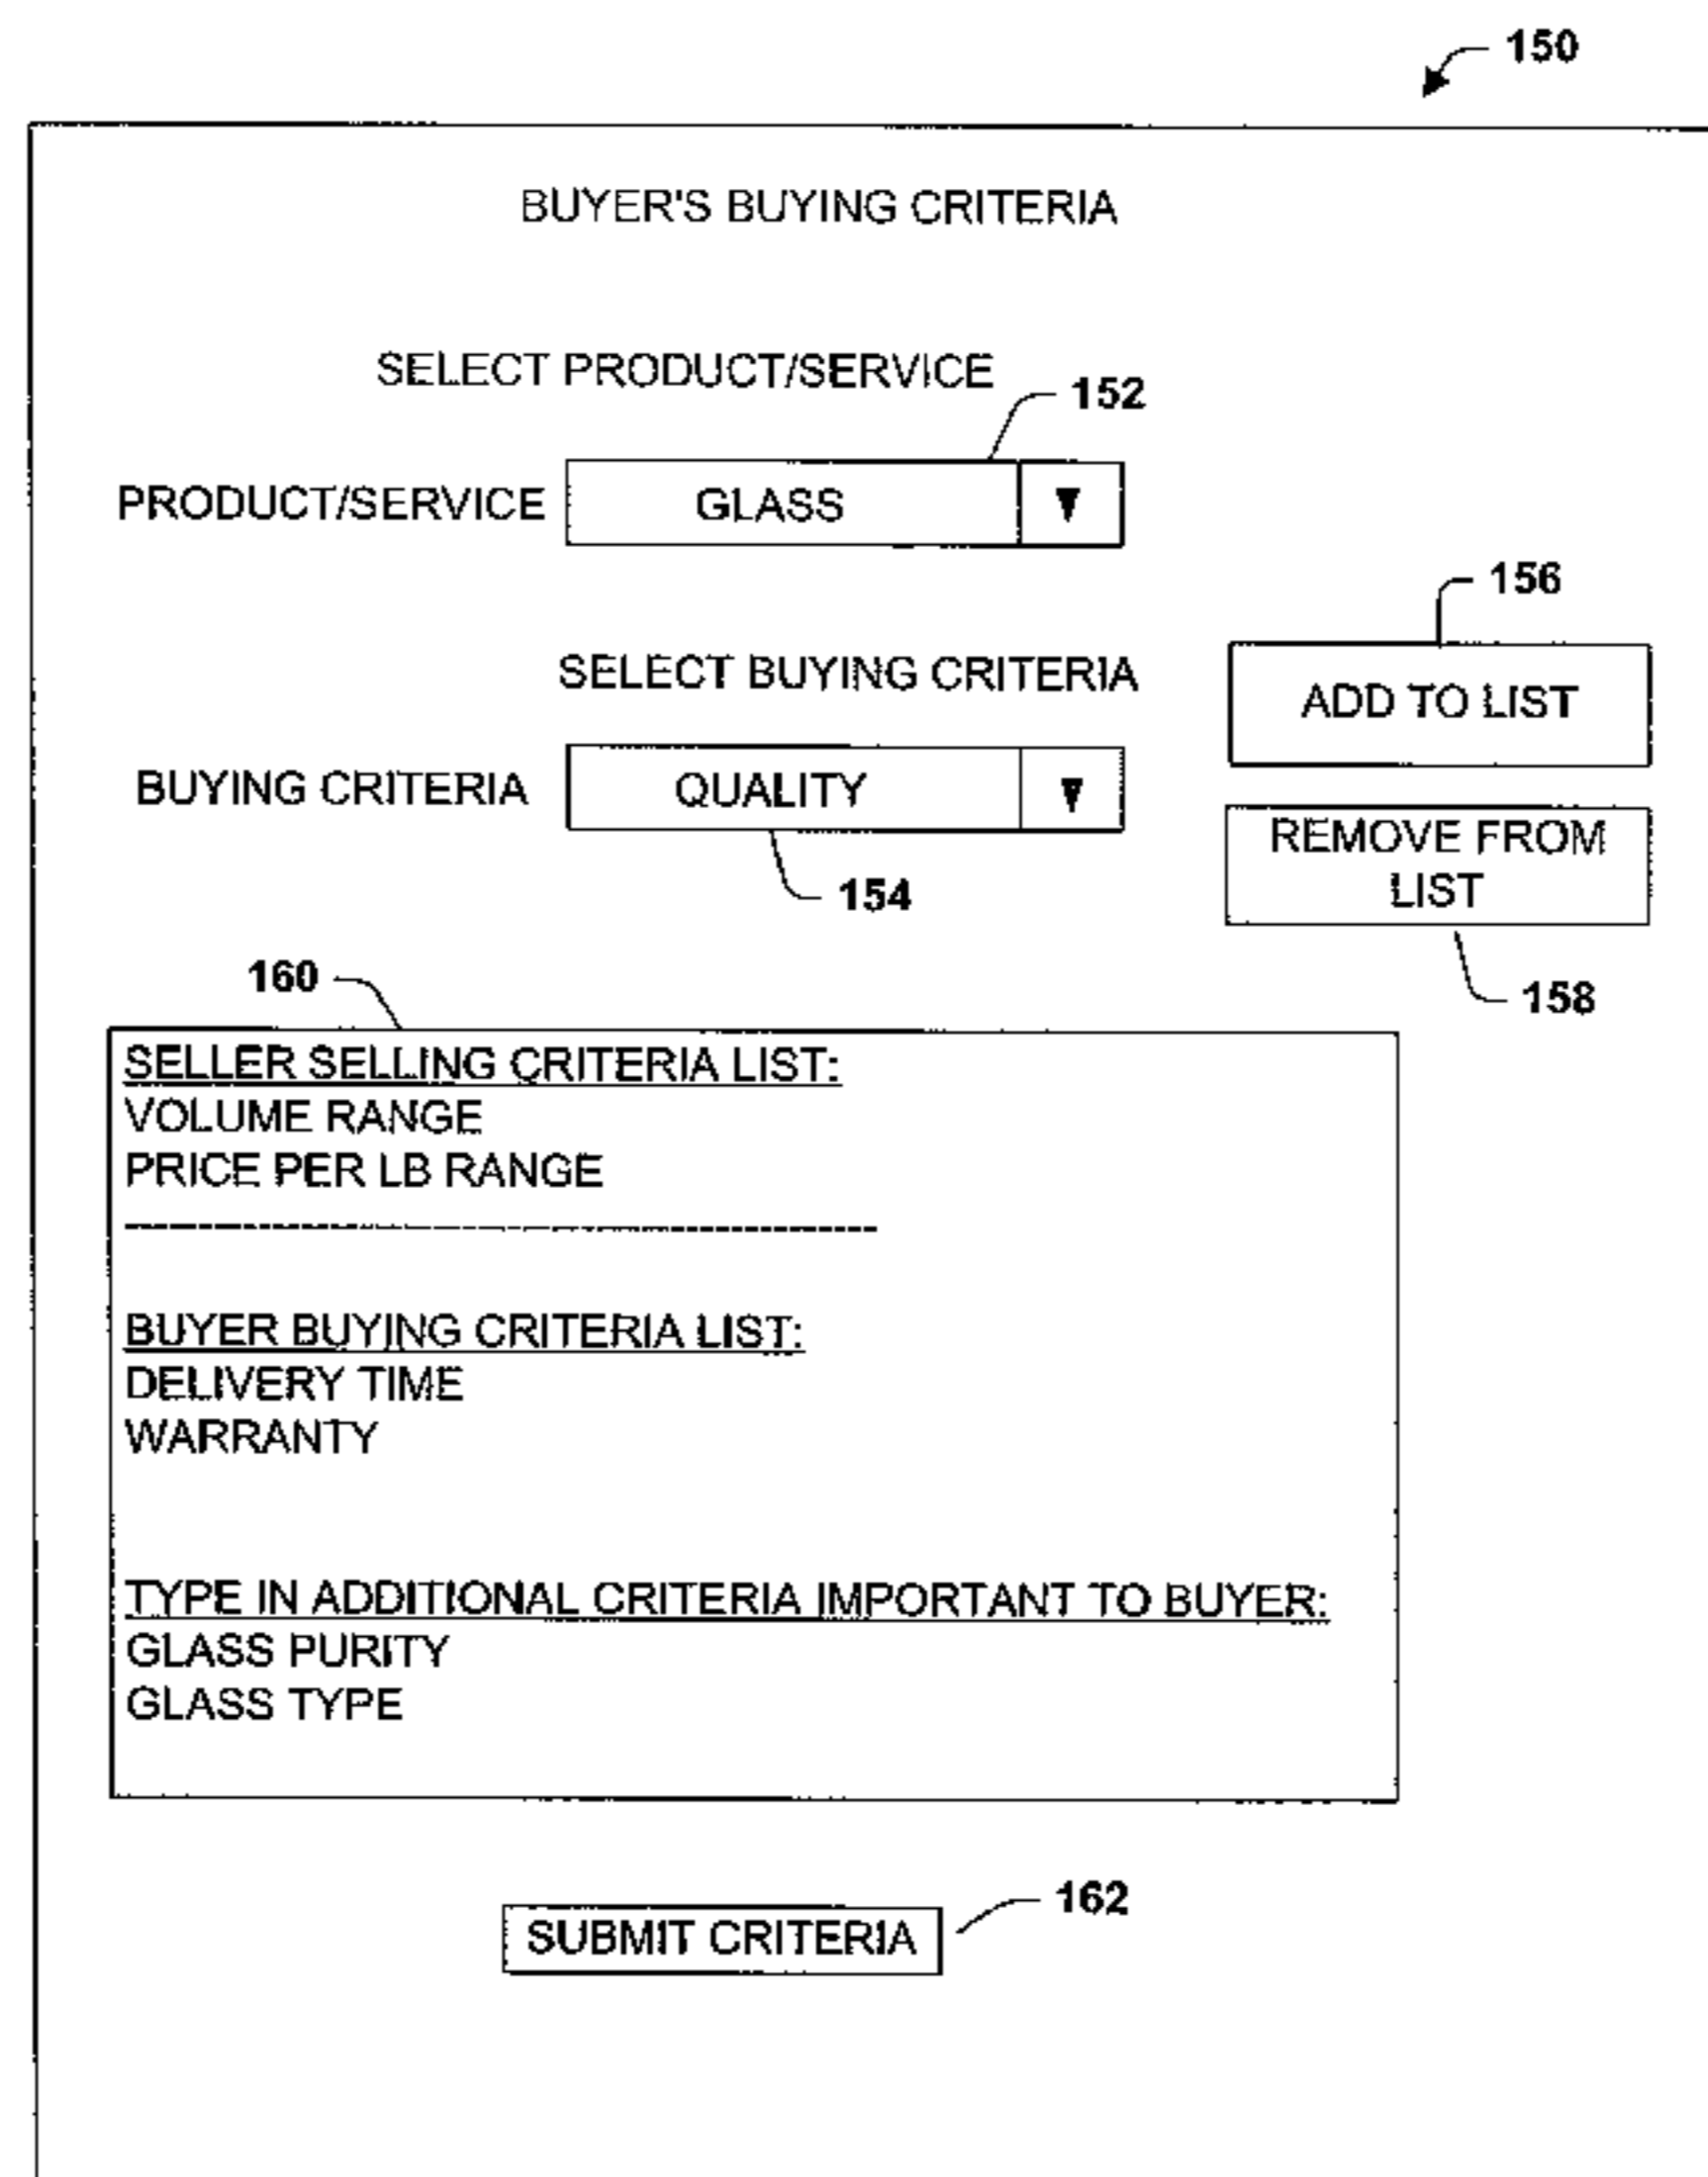 150
BUYER'S BUYING CRITERIA
SELECT PRODUCT/SERVICE
152
PRODUCT/SERVICE GLASS
156
SELECT BUYING CRITERIA
ADD TO LIST
BUYING CRITERIA QUALITY
REMOVE FROM
LIST
154
160
158
SELLER SELLING CRITERIA LIST:
VOLUME RANGE
PRICE PER LB RANGE
BUYER BUYING CRITERIA LIST:
DELIVERY TIME
WARRANTY
TYPE IN ADDITIONAL CRITERIA IMPORTANT TO BUYER:
GLASS PURITY
GLASS TYPE
162
SUBMIT CRITERIA